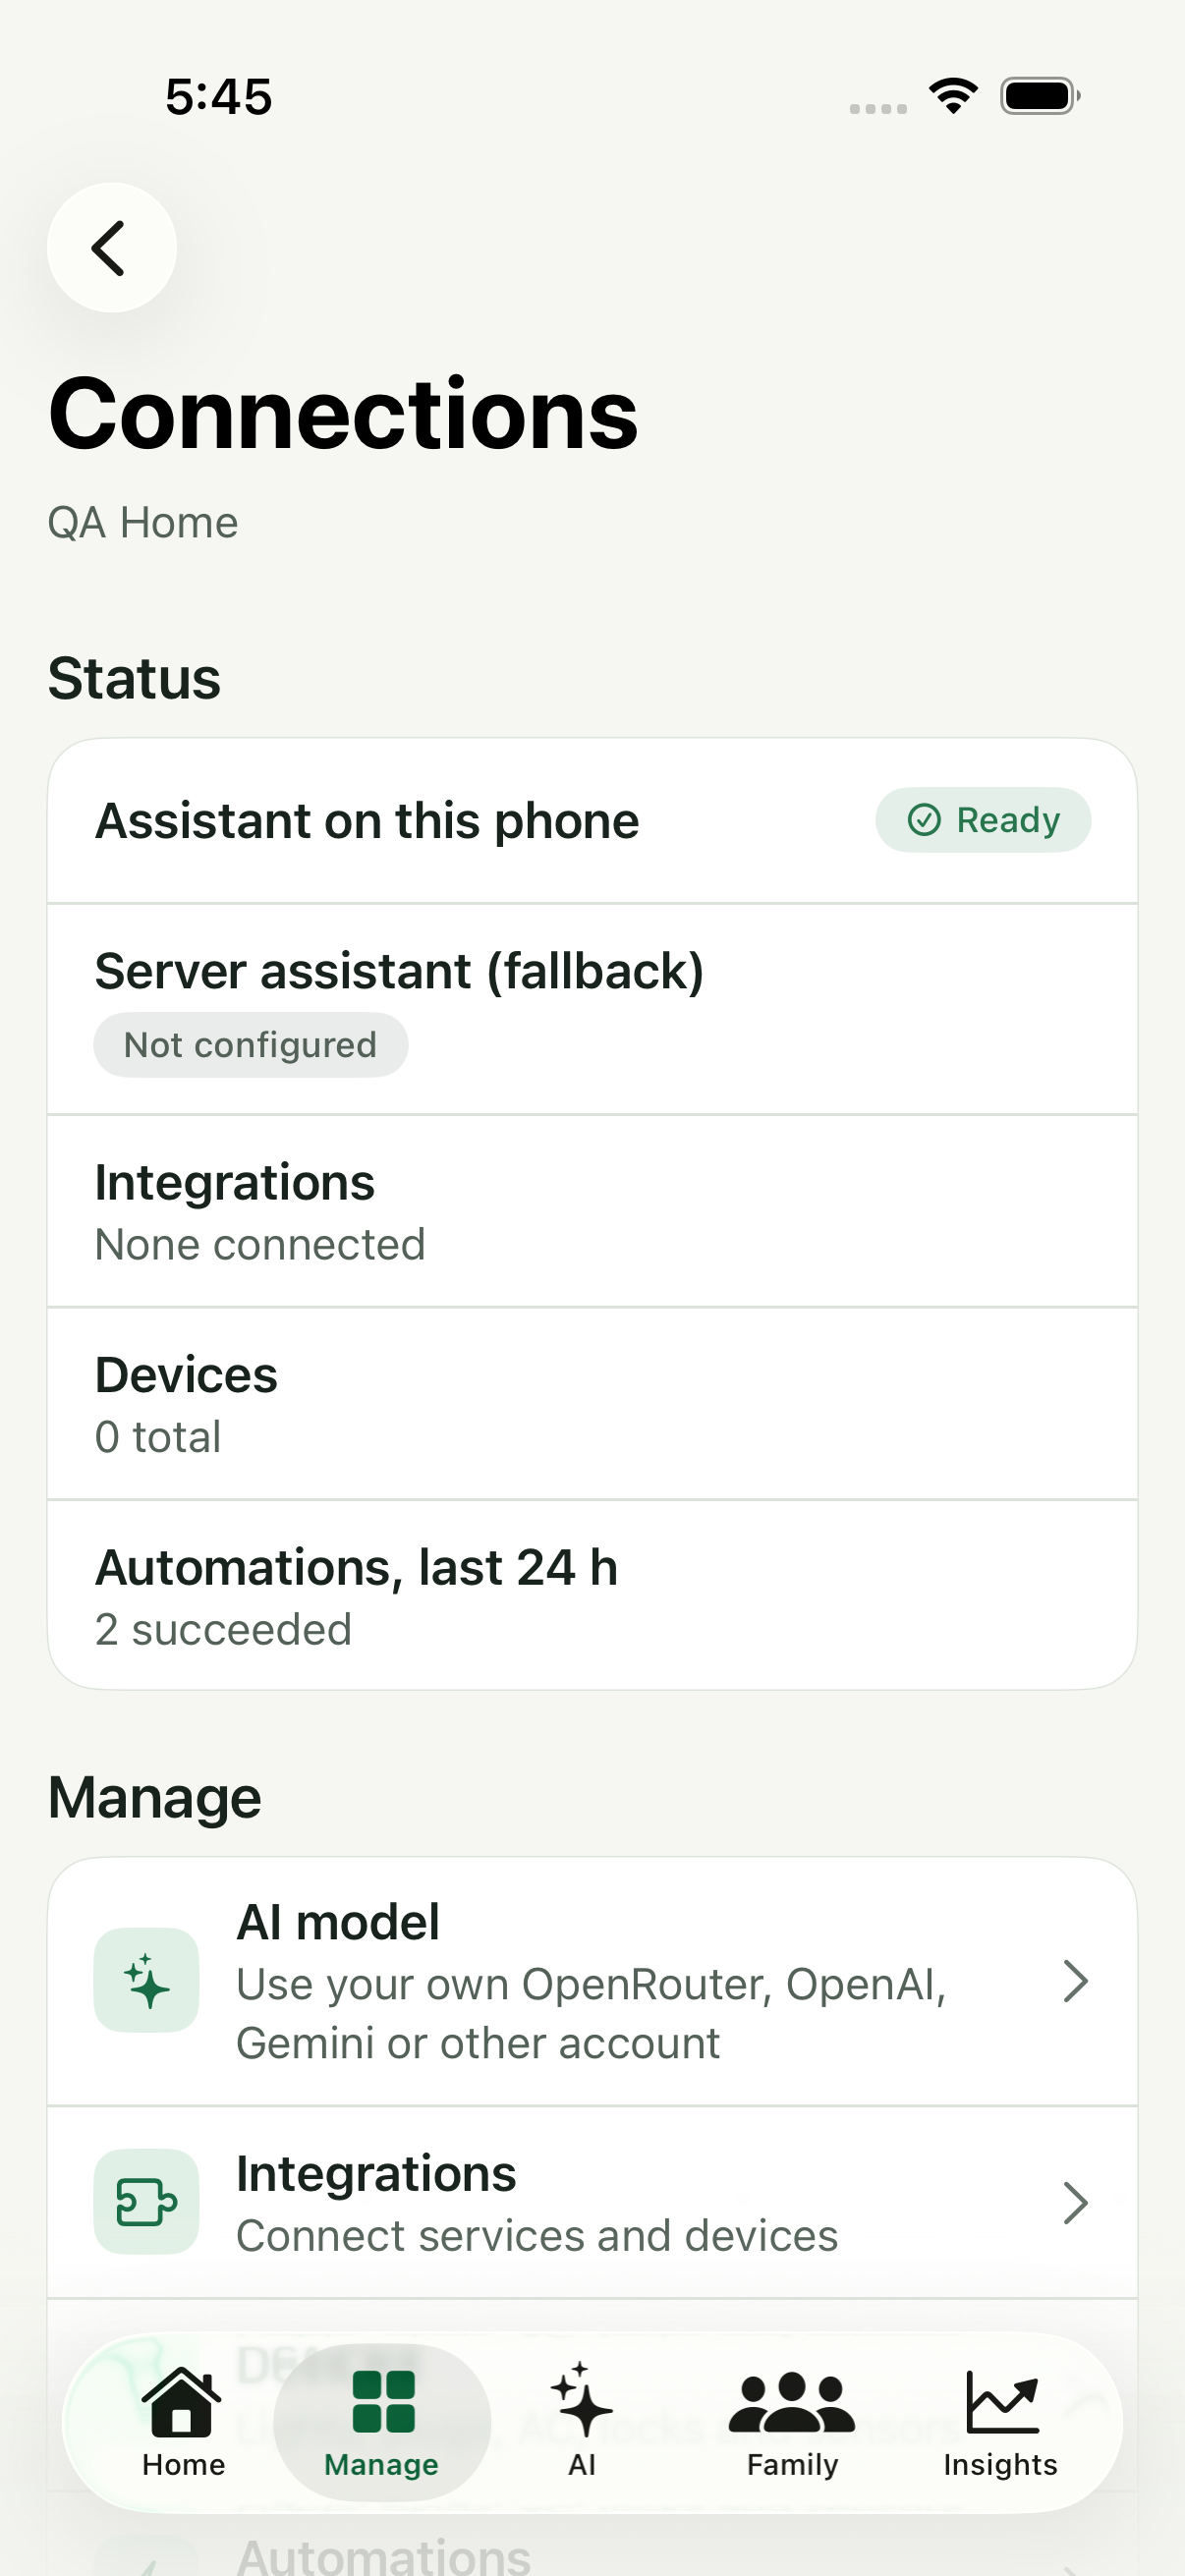 5:45
Connections
QA Home
Status
Assistant on this phone
Ready
Server assistant (fallback)
Not configured
Integrations
None connected
Devices
0 total
Automations, last 24 h
2 succeeded
Manage
AI model
Use your own OpenRouter, OpenAI,
Gemini or other account
Integrations
Connect services and devices
Home
Manage
AI
Family
Insights
Automations